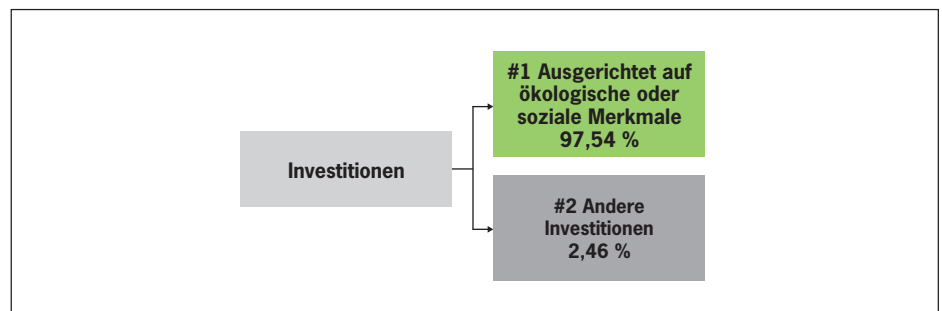 #1 Ausgerichtet auf
ökologische oder
soziale Merkmale
97,54 %
Investitionen
#2 Andere
Investitionen
2,46 %